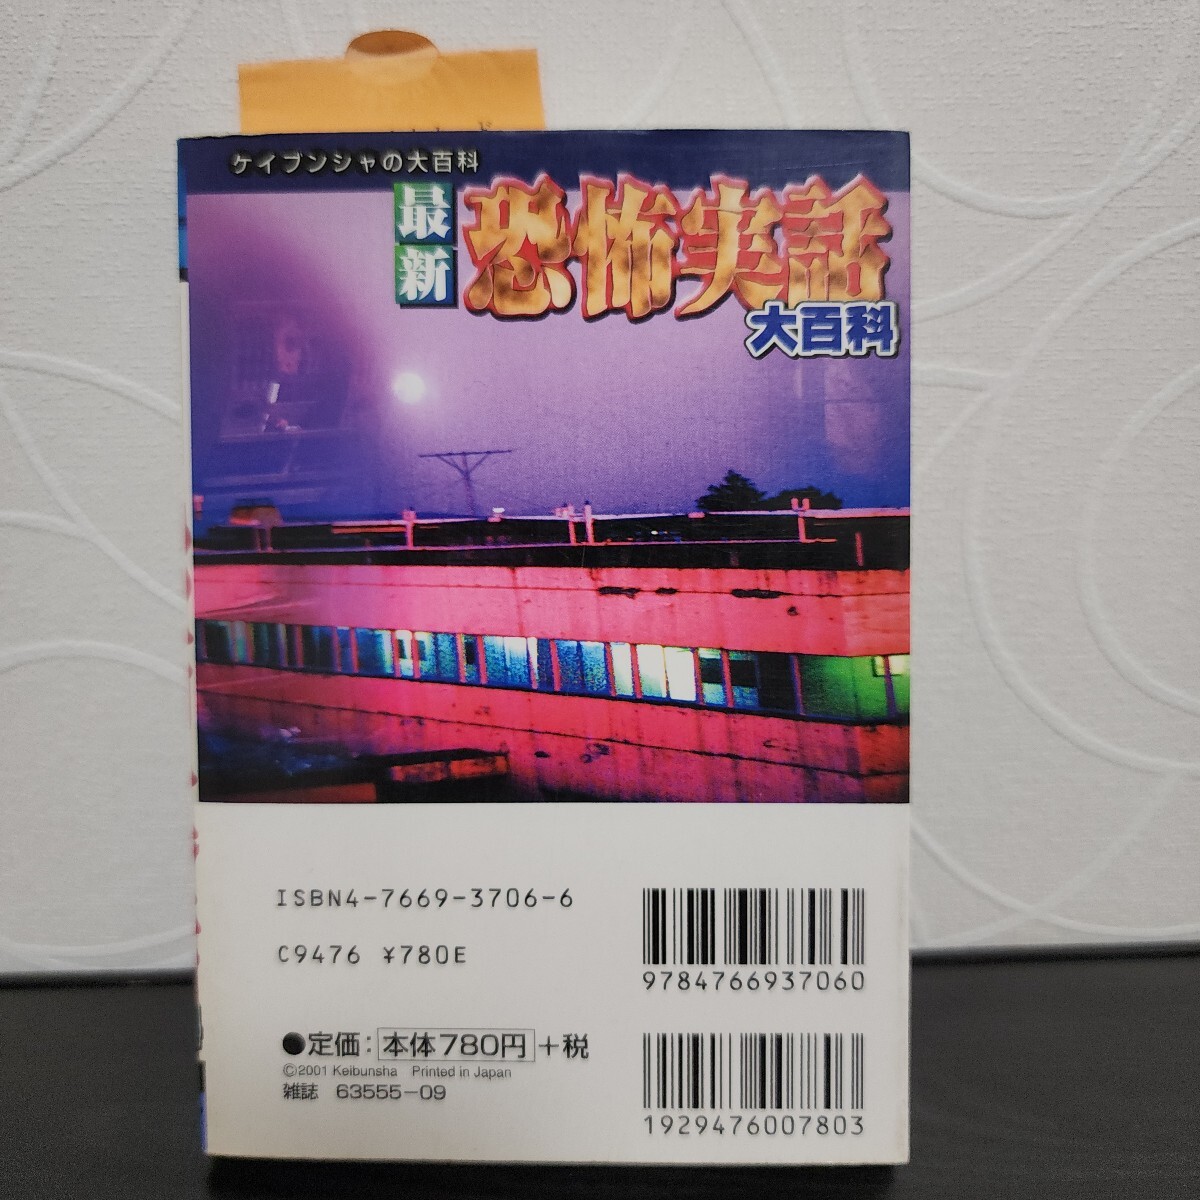 ケイブンシャの大百科
最新
恐怖実話
大百科
ISBN4-7669-3706-6
C9476 ¥780E
9784766937060
●定価：本体780円＋税
©2001 Keibunsha Printed in Japan
雑誌 63555-09
1929476007803